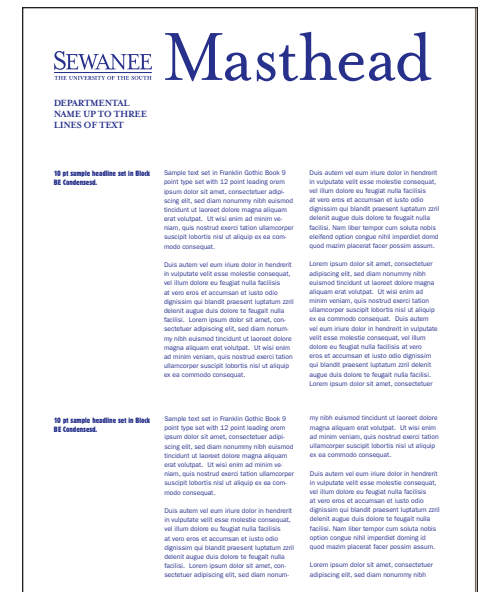 SEWANEE
THE UNIVERSITY OF THE SOUTH
Masthead
DEPARTMENTAL
NAME UP TO THREE
LINES OF TEXT
10 pt sample headline set in Block
BE Condensesd.
Sample text set in Franklin Gothic Book 9
point type set with 12 point leading orem
ipsum dolor sit amet, consectetuer adipi-
scing elit, sed diam nonummy nibh euismod
tincidunt ut laoreet dolore magna aliquam
erat volutpat.  Ut wisi enim ad minim ve-
niam, quis nostrud exerci tation ullamcorper
suscipit lobortis nisl ut aliquip ex ea com-
modo consequat.
Duis autem vel eum iriure dolor in hendrerit
in vulputate velit esse molestie consequat,
vel illum dolore eu feugiat nulla facilisis
at vero eros et accumsan et iusto odio
dignissim qui blandit praesent luptatum zzril
delenit augue duis dolore te feugait nulla
facilisi.  Lorem ipsum dolor sit amet, con-
sectetuer adipiscing elit, sed diam nonum-
my nibh euismod tincidunt ut laoreet dolore
magna aliquam erat volutpat.  Ut wisi enim
ad minim veniam, quis nostrud exerci tation
ullamcorper suscipit lobortis nisl ut aliquip
ex ea commodo consequat.
Duis autem vel eum iriure dolor in hendrerit
in vulputate velit esse molestie consequat,
vel illum dolore eu feugiat nulla facilisis
at vero eros et accumsan et iusto odio
dignissim qui blandit praesent luptatum zzril
delenit augue duis dolore te feugait nulla
facilisi. Nam liber tempor cum soluta nobis
eleifend option congue nihil imperdiet domd
quod mazim placerat facer possim assum.
Lorem ipsum dolor sit amet, consectetuer
adipiscing elit, sed diam nonummy nibh
euismod tincidunt ut laoreet dolore magna
aliquam erat volutpat.  Ut wisi enim ad
minim veniam, quis nostrud exerci tation
ullamcorper suscipit lobortis nisl ut aliquip
ex ea commodo consequat.  Duis autem
vel eum iriure dolor in hendrerit in vulputate
velit esse molestie consequat, vel illum
dolore eu feugiat nulla facilisis at vero
eros et accumsan et iusto odio dignissim
qui blandit praesent luptatum zzril delenit
augue duis dolore te feugait nulla facilisi.
Lorem ipsum dolor sit amet, consectetuer
10 pt sample headline set in Block
BE Condensesd.
Sample text set in Franklin Gothic Book 9
point type set with 12 point leading orem
ipsum dolor sit amet, consectetuer adipi-
scing elit, sed diam nonummy nibh euismod
tincidunt ut laoreet dolore magna aliquam
erat volutpat.  Ut wisi enim ad minim ve-
niam, quis nostrud exerci tation ullamcorper
suscipit lobortis nisl ut aliquip ex ea com-
modo consequat.
Duis autem vel eum iriure dolor in hendrerit
in vulputate velit esse molestie consequat,
vel illum dolore eu feugiat nulla facilisis
at vero eros et accumsan et iusto odio
dignissim qui blandit praesent luptatum zzril
delenit augue duis dolore te feugait nulla
facilisi.  Lorem ipsum dolor sit amet, con-
sectetuer adipiscing elit, sed diam nonum-
my nibh euismod tincidunt ut laoreet dolore
magna aliquam erat volutpat.  Ut wisi enim
ad minim veniam, quis nostrud exerci tation
ullamcorper suscipit lobortis nisl ut aliquip
ex ea commodo consequat.
Duis autem vel eum iriure dolor in hendrerit
in vulputate velit esse molestie consequat,
vel illum dolore eu feugiat nulla facilisis
at vero eros et accumsan et iusto odio
dignissim qui blandit praesent luptatum zzril
delenit augue duis dolore te feugait nulla
facilisi. Nam liber tempor cum soluta nobis
option congue nihil imperdiet doming id
quod mazim placerat facer possim assum.
Lorem ipsum dolor sit amet, consectetuer
adipiscing elit, sed diam nonummy nibh